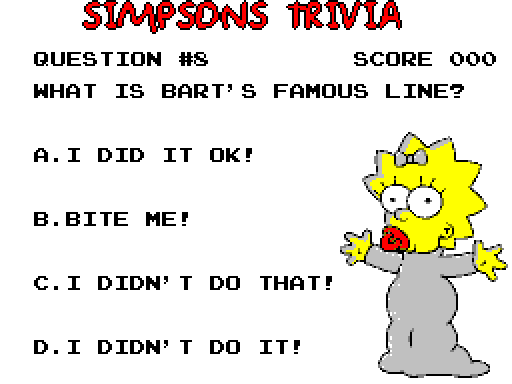 SIMPSONS TRIVIA
QUESTION #8 SCORE 000
WHAT IS BART'S FAMOUS LINE?
A.I DID IT OK!
B.BITE ME!
C.I DIDN'T DO THAT!
D.I DIDN'T DO IT!